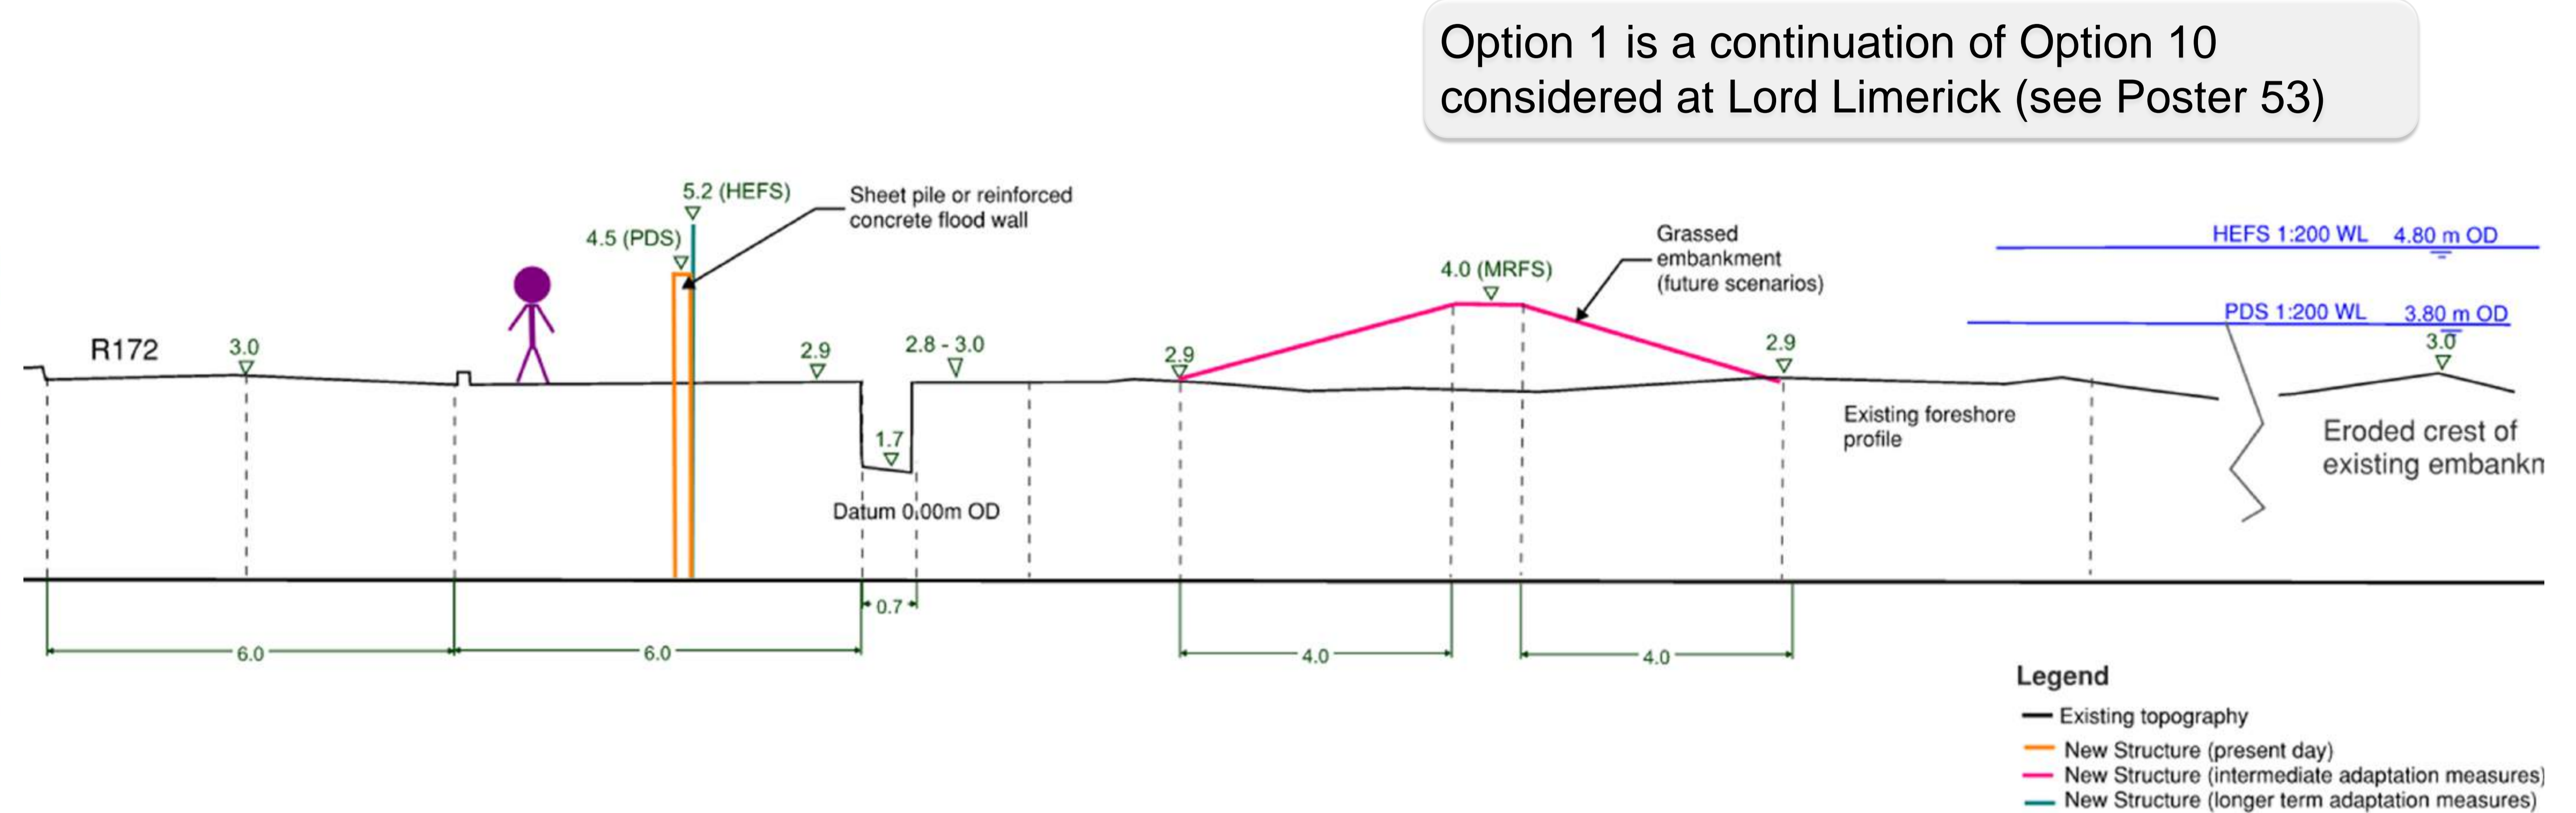 Option 1 is a continuation of Option 10
considered at Lord Limerick (see Poster 53)
5.2 (HEFS)
Sheet pile or reinforced
concrete flood wall
4.5 (PDS)
Grassed
embankment
(future scenarios)
4.0 (MRFS)
HEFS 1:200 WL 4.80 m OD
PDS 1:200 WL 3.80 m OD
R172
3.0
2.9
2.8 - 3.0
2.9
2.9
3.0
1.7
Existing foreshore
profile
Eroded crest of
existing embankm
Datum 0.00m OD
0.7
6.0
6.0
4.0
4.0
Legend
Existing topography
New Structure (present day)
New Structure (intermediate adaptation measures)
New Structure (longer term adaptation measures)